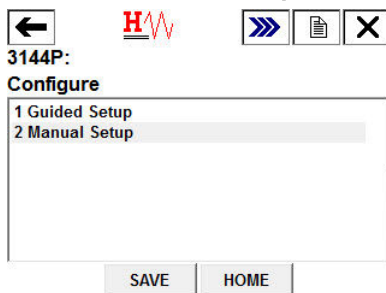 H
3144P:
Configure
1 Guided Setup
2 Manual Setup
SAVE HOME